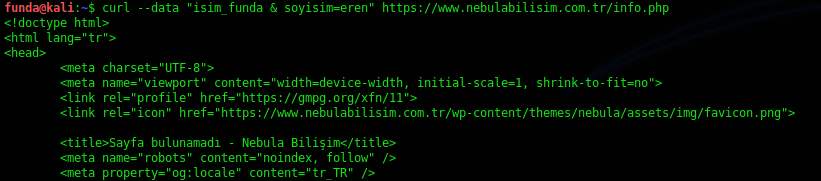 funda@kali:~$ curl --data "isim_funda & soyisim=eren" https://www.nebulabilisim.com.tr/info.php
<!doctype html>
<html lang="tr">
<head>
<meta charset="UTF-8">
<meta name="viewport" content="width=device-width, initial-scale=1, shrink-to-fit=no">
<link rel="profile" href="https://gmpg.org/xfn/11">
<link rel="icon" href="https://www.nebulabilisim.com.tr/wp-content/themes/nebula/assets/img/favicon.png">
<title>Sayfa bulunamadı - Nebula Bilişim</title>
<meta name="robots" content="noindex, follow" />
<meta property="og:locale" content="tr_TR" />